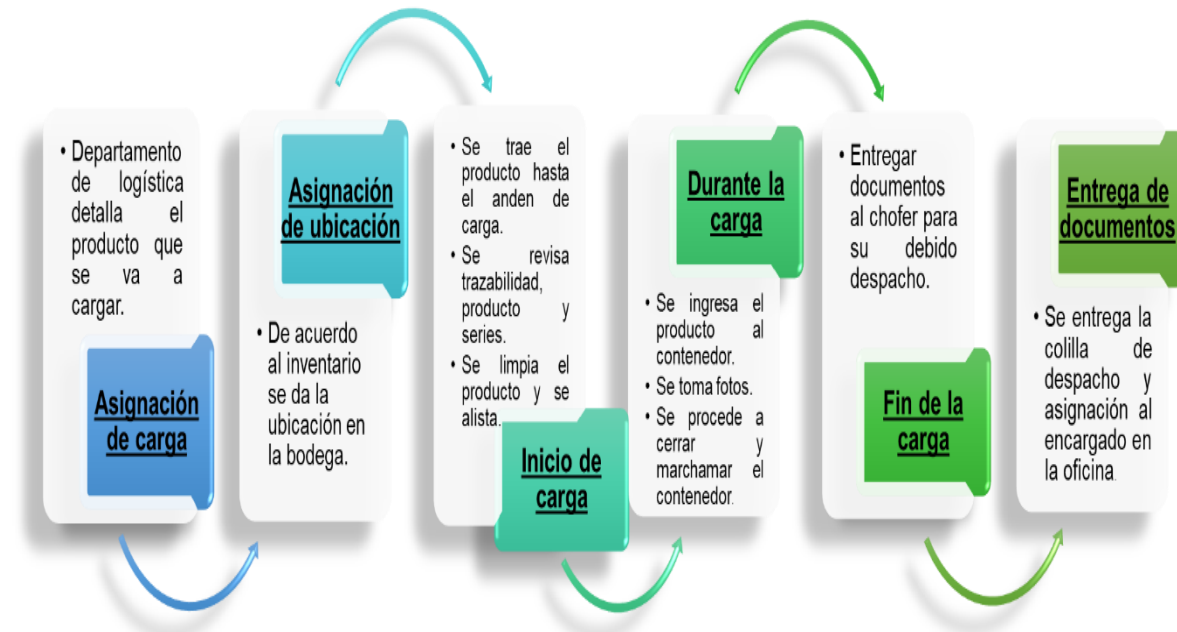 • Departamento
de logística
detalla el
producto que
se va a
cargar.
Asignación
de carga
Asignación
de ubicación
• De acuerdo
al inventario
se da la
ubicación en
la bodega.
• Se trae el
producto hasta
el anden de
carga.
• Se revisa
trazabilidad,
producto y
series.
• Se limpia el
producto y se
alista.
Inicio de
carga
Durante la
carga
• Se ingresa el
producto al
contenedor.
• Se toma fotos.
• Se procede a
cerrar y
marchamar el
contenedor.
• Entregar
documentos
al chofer para
su debido
despacho.
Fin de la
carga
Entrega de
documentos
• Se entrega la
colilla de
despacho y
asignación al
encargado en
la oficina.